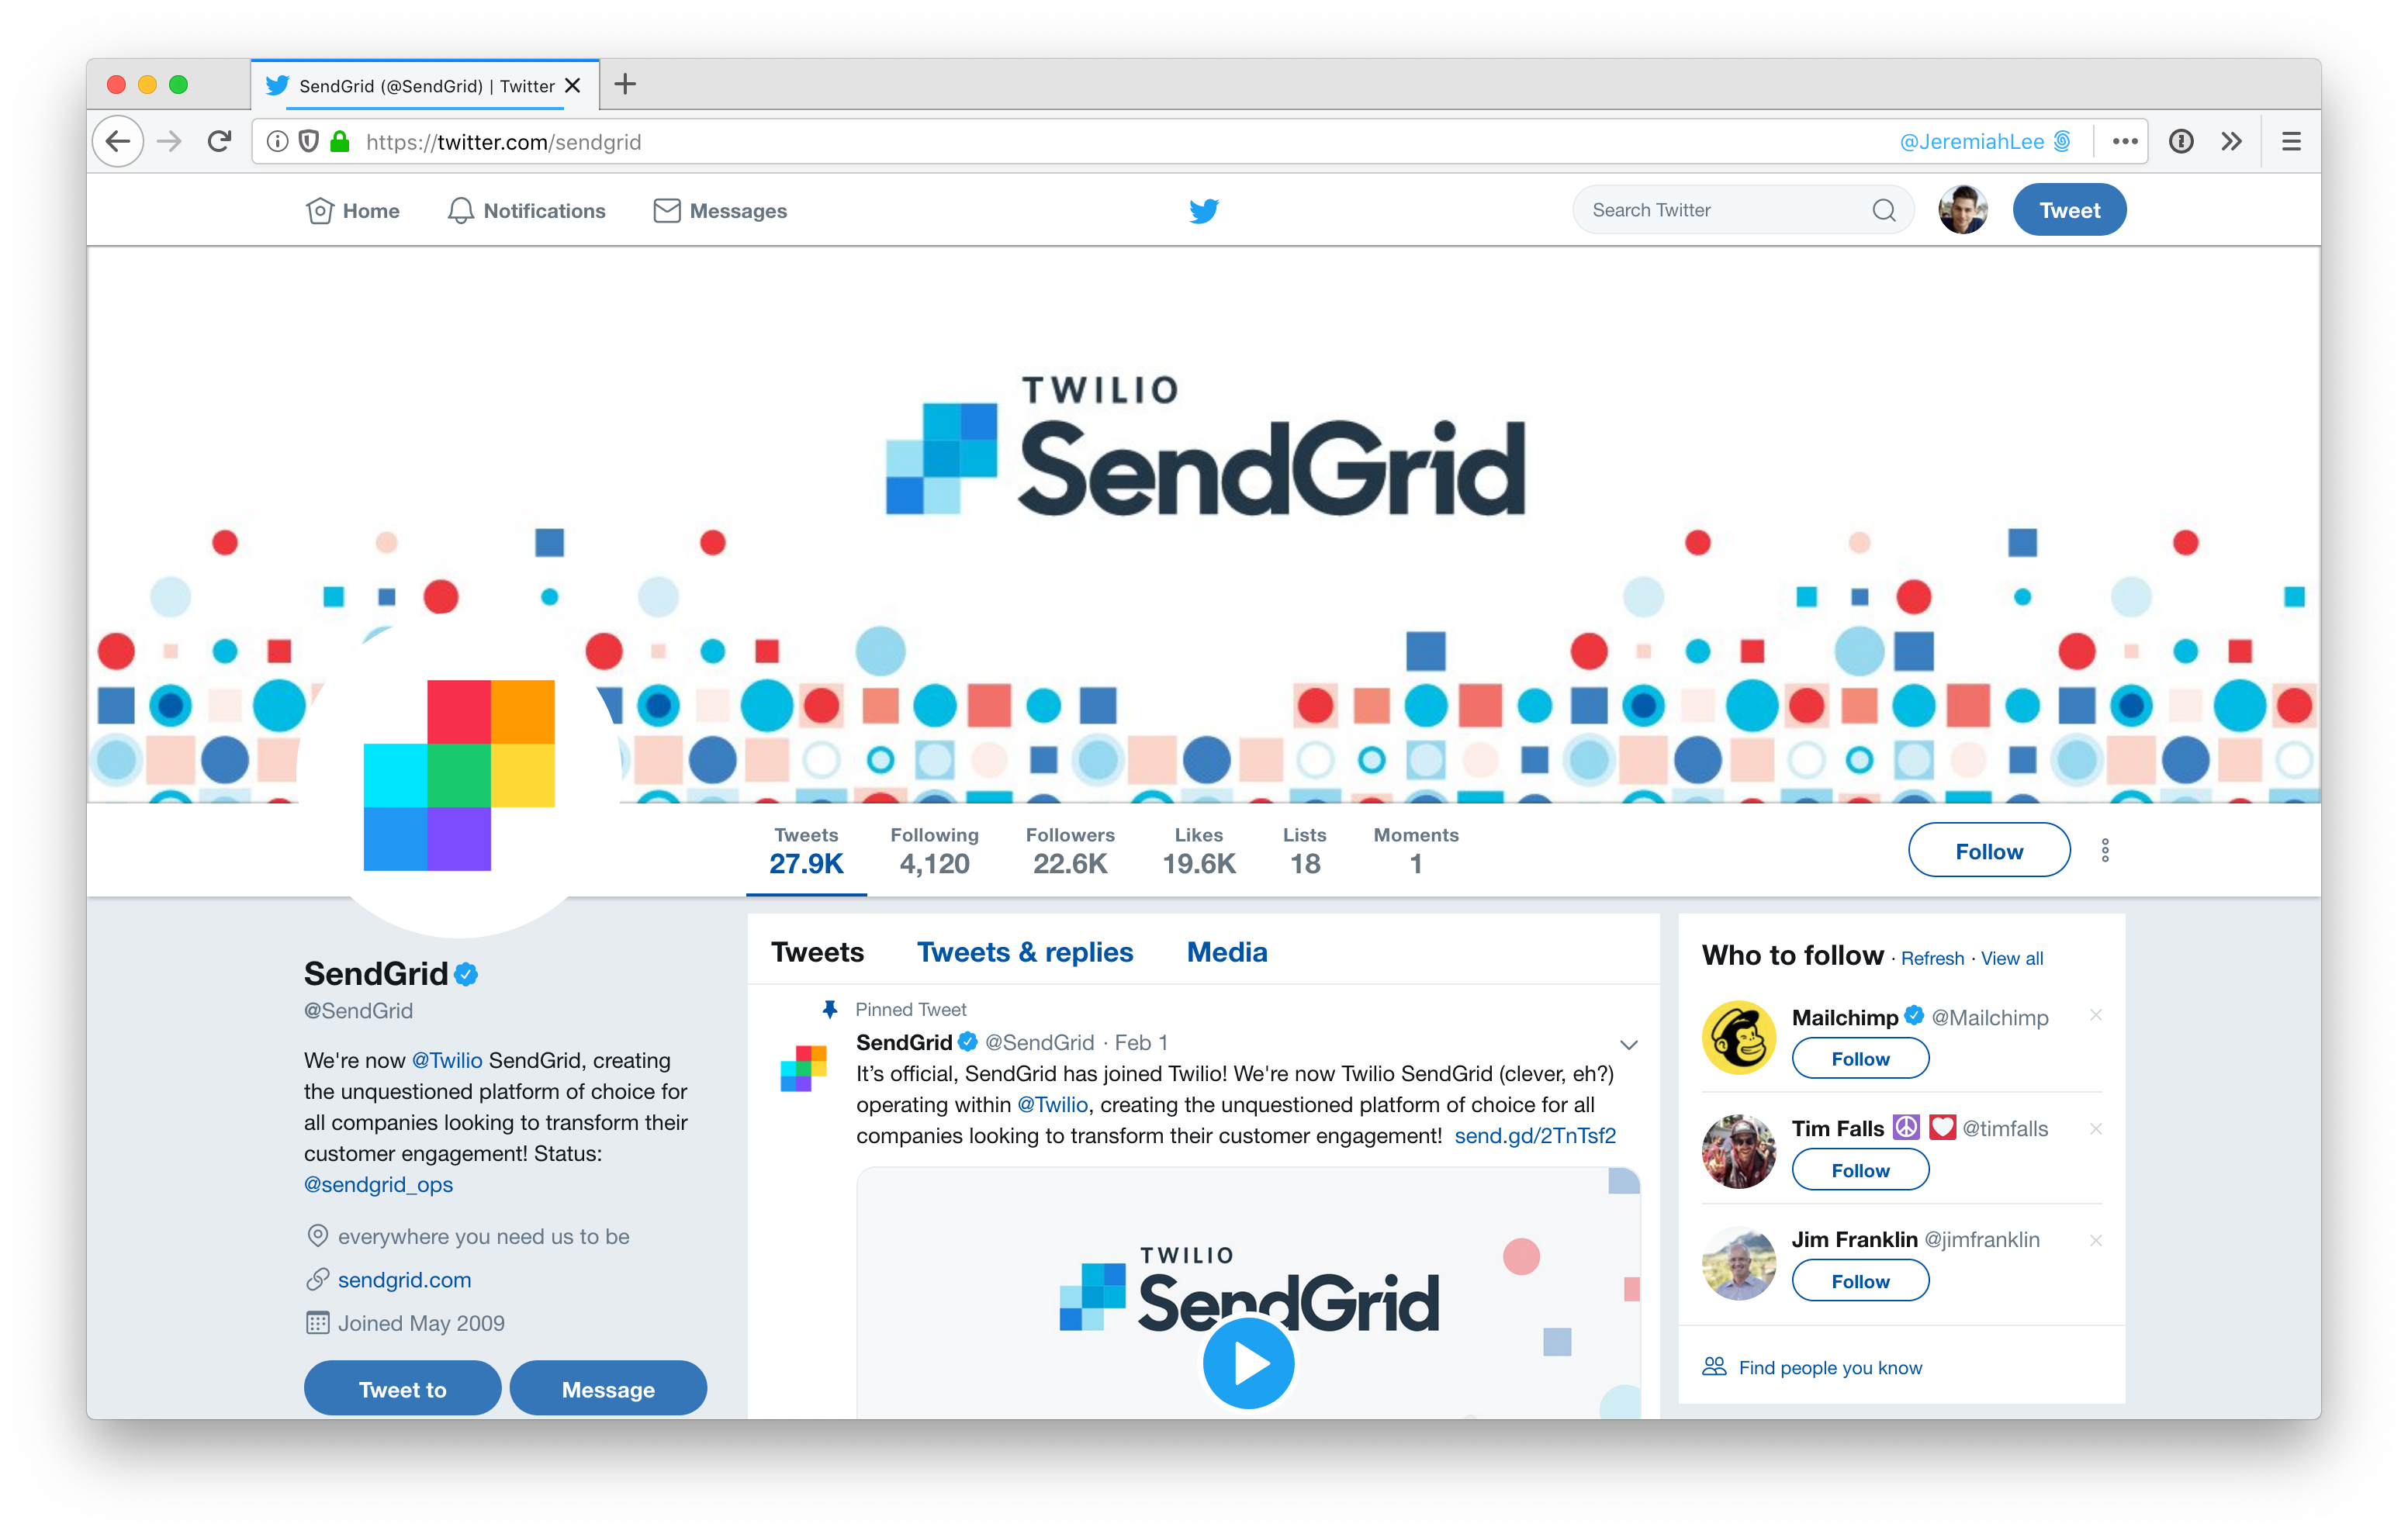 SendGrid (@SendGrid) | Twitter
https://twitter.com/sendgrid
@JeremiahLee
Home
Notifications
Messages
Search Twitter
Tweet
TWILIO
SendGrid
Tweets
27.9K
Following
4,120
Followers
22.6K
Likes
19.6K
Lists
18
Moments
1
Follow
SendGrid
@SendGrid
We're now @Twilio SendGrid, creating
the unquestioned platform of choice for
all companies looking to transform their
customer engagement! Status:
@sendgrid_ops
everywhere you need us to be
sendgrid.com
Joined May 2009
Tweet to
Message
Tweets
Tweets & replies
Media
Pinned Tweet
SendGrid @SendGrid · Feb 1
It’s official, SendGrid has joined Twilio! We're now Twilio SendGrid (clever, eh?)
operating within @Twilio, creating the unquestioned platform of choice for all
companies looking to transform their customer engagement! send.gd/2TnTsf2
TWILIO
SendGrid
Who to follow · Refresh · View all
Mailchimp @Mailchimp
Follow
Tim Falls @timfalls
Follow
Jim Franklin @jimfranklin
Follow
Find people you know